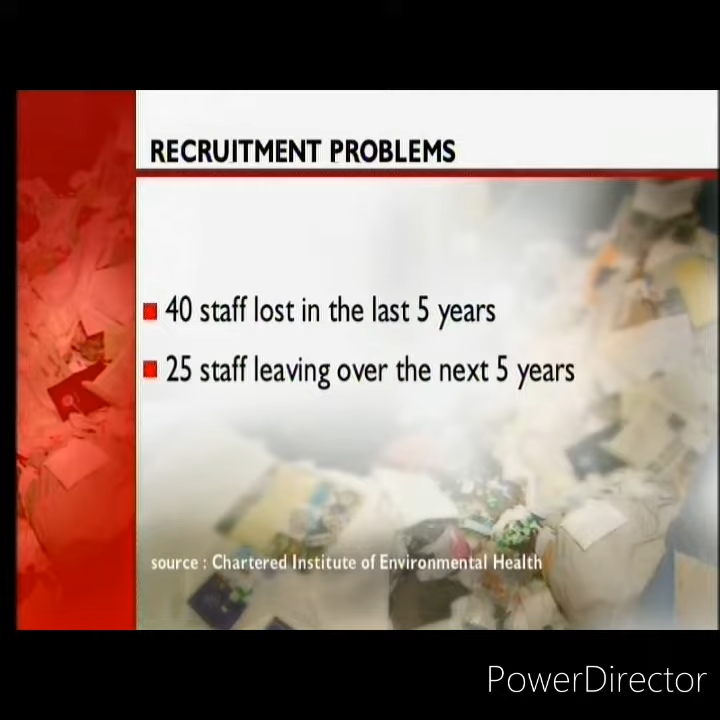 RECRUITMENT PROBLEMS
40 staff lost in the last 5 years
25 staff leaving over the next 5 years
source : Chartered Institute of Environmental Health
PowerDirector